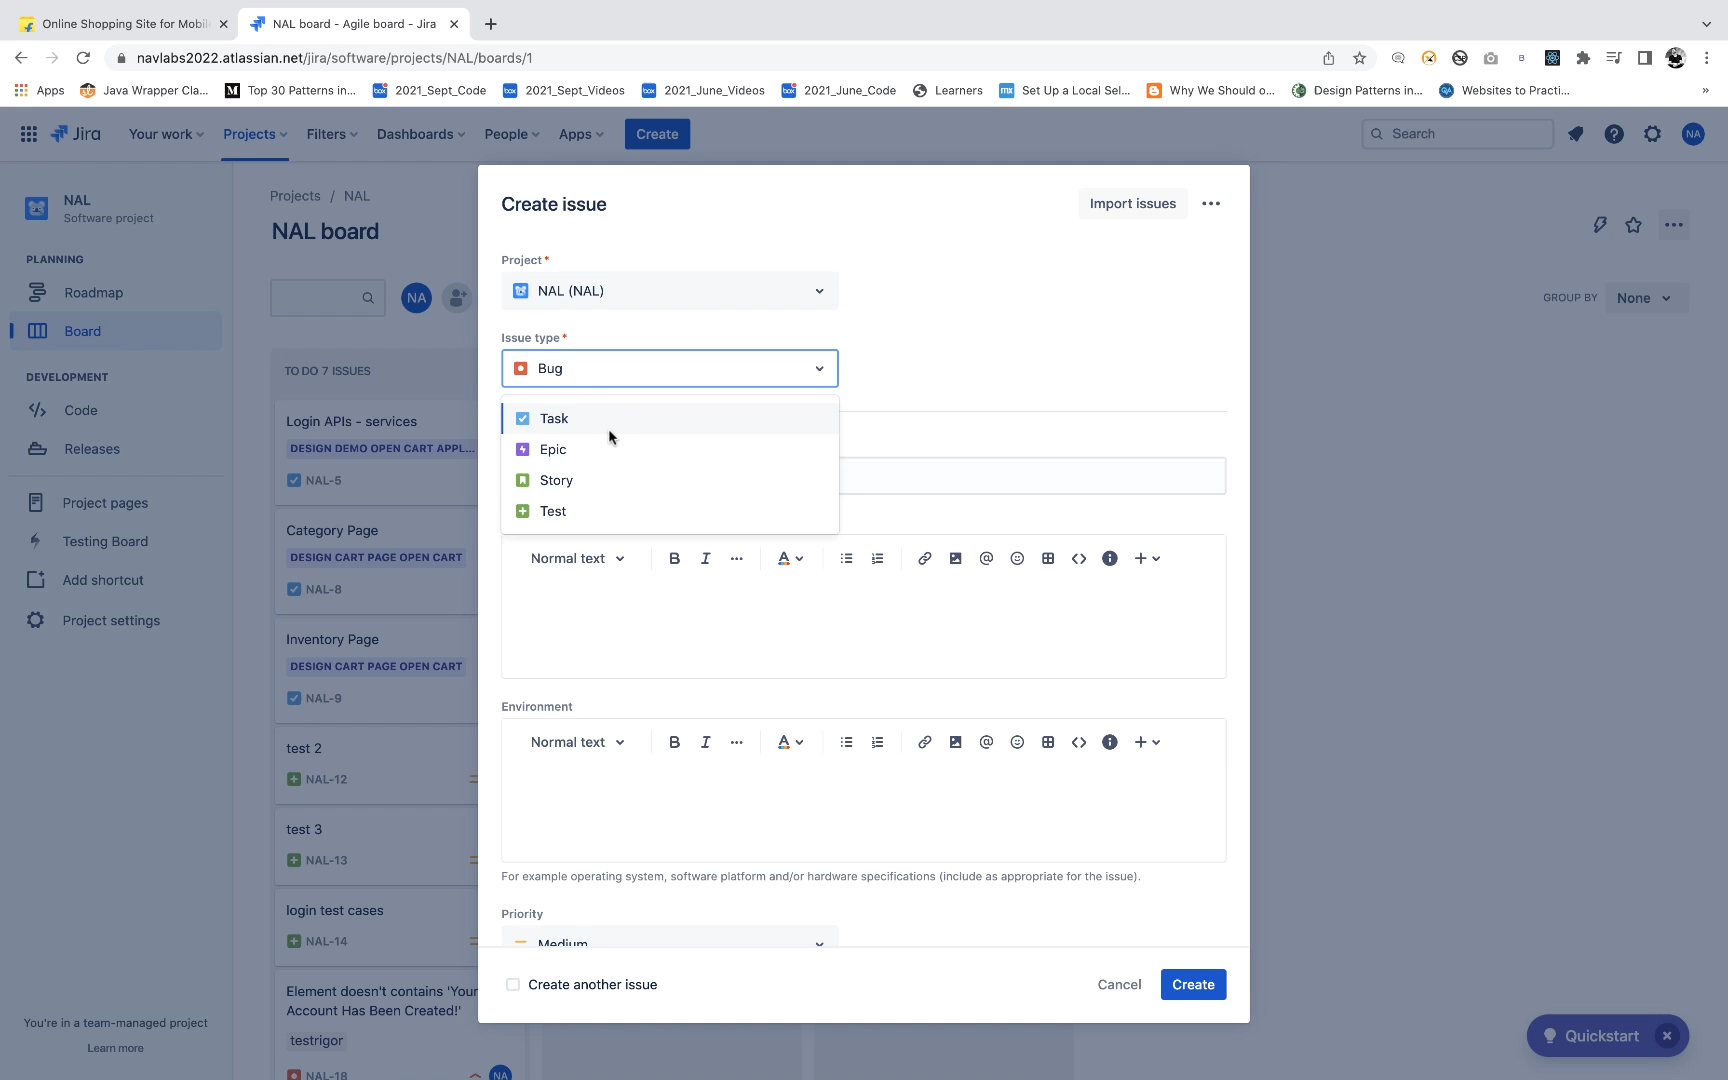 Online Shopping Site for Mobil
NAL board - Agile board - Jira
navlabs2022.atlassian.net/jira/software/projects/NAL/boards/1
Apps
Java Wrapper Cla...
Top 30 Patterns in...
2021_Sept_Code
2021_Sept_Videos
2021_June_Videos
2021_June_Code
Learners
Set Up a Local Sel...
Why We Should o...
Design Patterns in...
Websites to Practi...
Jira
Your work
Projects
Filters
Dashboards
People
Apps
Create
Search
NA
NAL
Software project
PLANNING
Roadmap
Board
DEVELOPMENT
Code
Releases
Project pages
Testing Board
Add shortcut
Project settings
You're in a team-managed project
Learn more
Projects / NAL
NAL board
NA
GROUP BY
None
TO DO 7 ISSUES
Login APIs - services
DESIGN DEMO OPEN CART APPL...
NAL-5
Category Page
DESIGN CART PAGE OPEN CART
NAL-8
Inventory Page
DESIGN CART PAGE OPEN CART
NAL-9
test 2
NAL-12
test 3
NAL-13
login test cases
NAL-14
Element doesn't contains 'Your
Account Has Been Created!'
testrigor
NAL-18
NA
Create issue
Import issues
Project*
NAL (NAL)
Issue type*
Bug
Task
Epic
Story
Test
Normal text
B I
A
Environment
Normal text
B I
A
For example operating system, software platform and/or hardware specifications (include as appropriate for the issue).
Priority
Medium
Create another issue
Cancel
Create
Quickstart